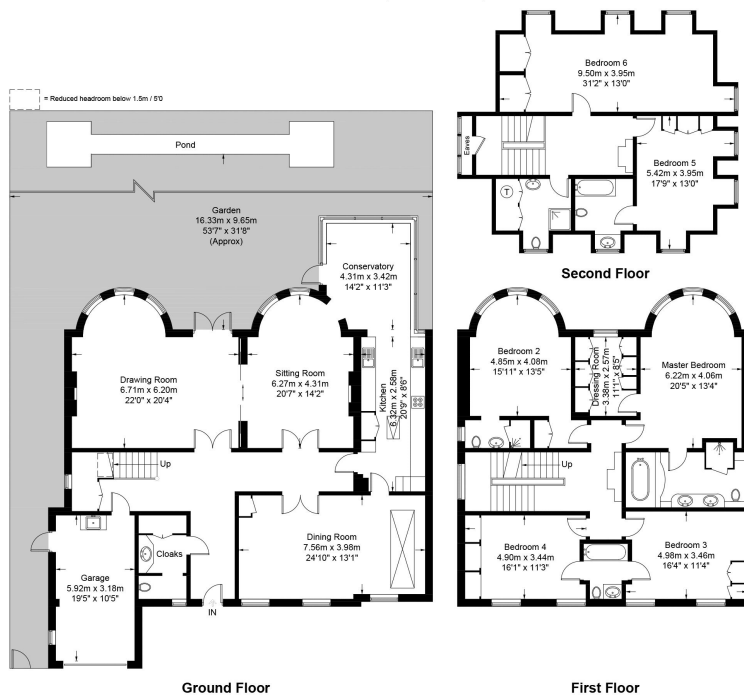 = Reduced headroom below 1.5m / 5'0
Pond
Garden
16.33m x 9.65m
53'7" x 31'8"
(Approx)
Conservatory
4.31m x 3.42m
14'2" x 11'3"
Drawing Room
6.71m x 6.20m
22'0" x 20'4"
Sitting Room
6.27m x 4.31m
20'7" x 14'2"
Kitchen
6.32m x 2.58m
20'9" x 8'6"
Up
Dining Room
7.56m x 3.98m
24'10" x 13'1"
Cloaks
Garage
5.92m x 3.18m
19'5" x 10'5"
IN
Ground Floor
Bedroom 6
9.50m x 3.95m
31'2" x 13'0"
Eaves
Bedroom 5
5.42m x 3.95m
17'9" x 13'0"
T
Second Floor
Bedroom 2
4.85m x 4.08m
15'11" x 13'5"
Dressing Room
3.38m x 2.57m
11'1" x 8'5"
Master Bedroom
6.22m x 4.06m
20'5" x 13'4"
Up
Bedroom 4
4.90m x 3.44m
16'1" x 11'3"
Bedroom 3
4.98m x 3.46m
16'4" x 11'4"
First Floor